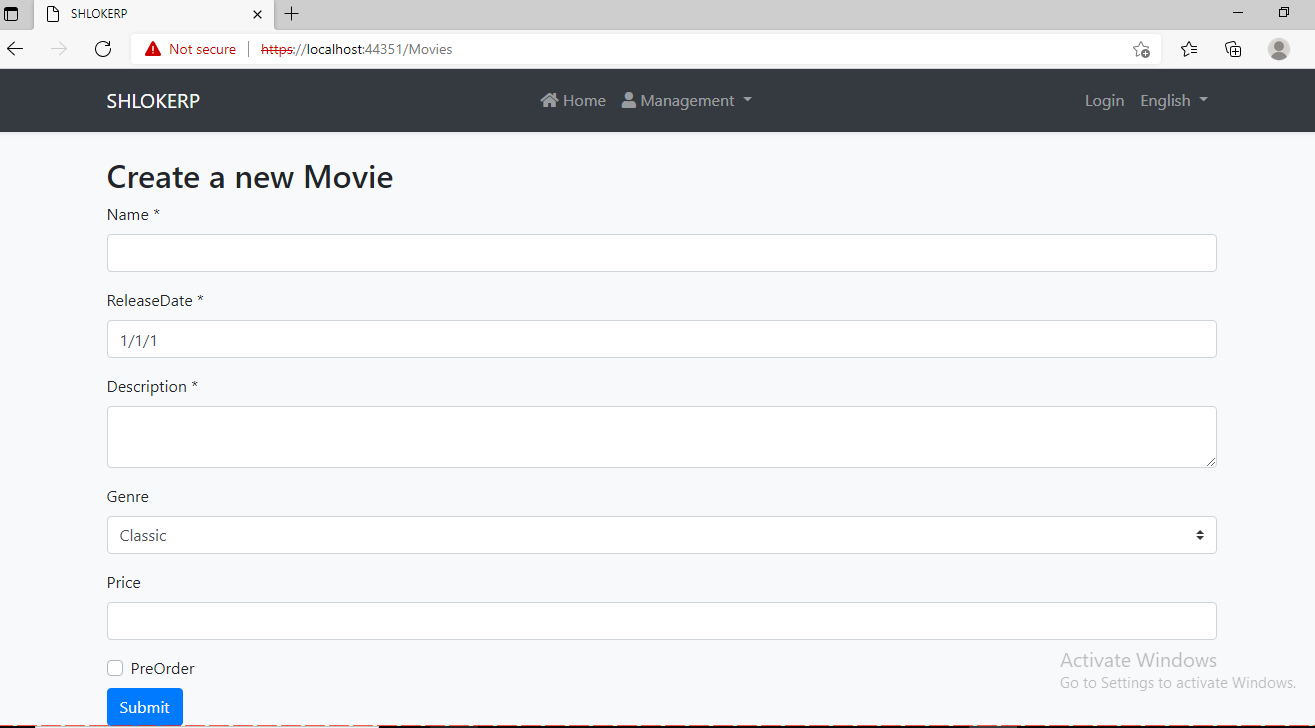 SHLOKERP
Not secure https://localhost:44351/Movies
SHLOKERP Home Management Login English
Create a new Movie
Name *
ReleaseDate *
1/1/1
Description *
Genre
Classic
Price
PreOrder
Activate Windows
Go to Settings to activate Windows.
Submit